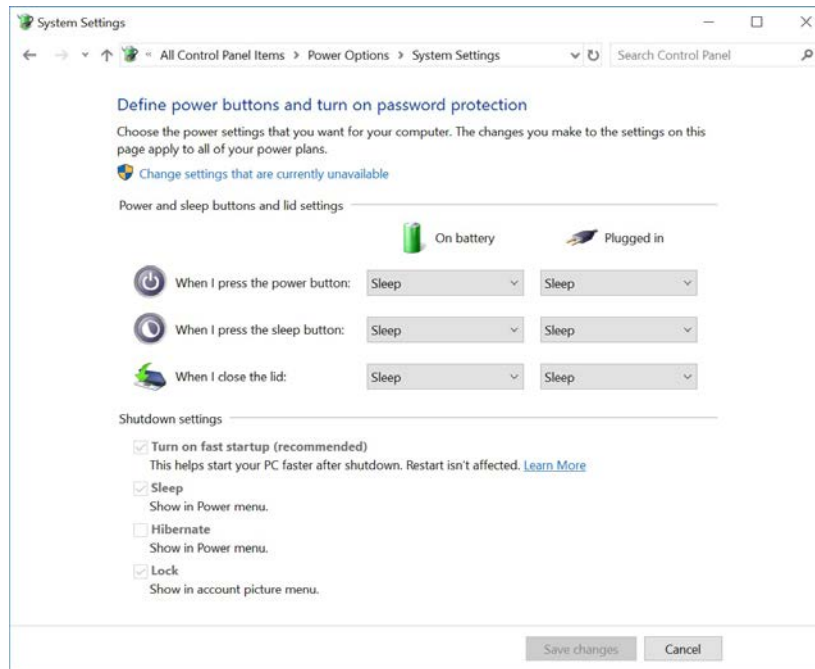 System Settings
« All Control Panel Items > Power Options > System Settings
Search Control Panel
Define power buttons and turn on password protection
Choose the power settings that you want for your computer. The changes you make to the settings on this
page apply to all of your power plans.
Change settings that are currently unavailable
Power and sleep buttons and lid settings
On battery Plugged in
When I press the power button: Sleep Sleep
When I press the sleep button: Sleep Sleep
When I close the lid: Sleep Sleep
Shutdown settings
Turn on fast startup (recommended)
This helps start your PC faster after shutdown. Restart isn't affected. Learn More
Sleep
Show in Power menu.
Hibernate
Show in Power menu.
Lock
Show in account picture menu.
Save changes Cancel